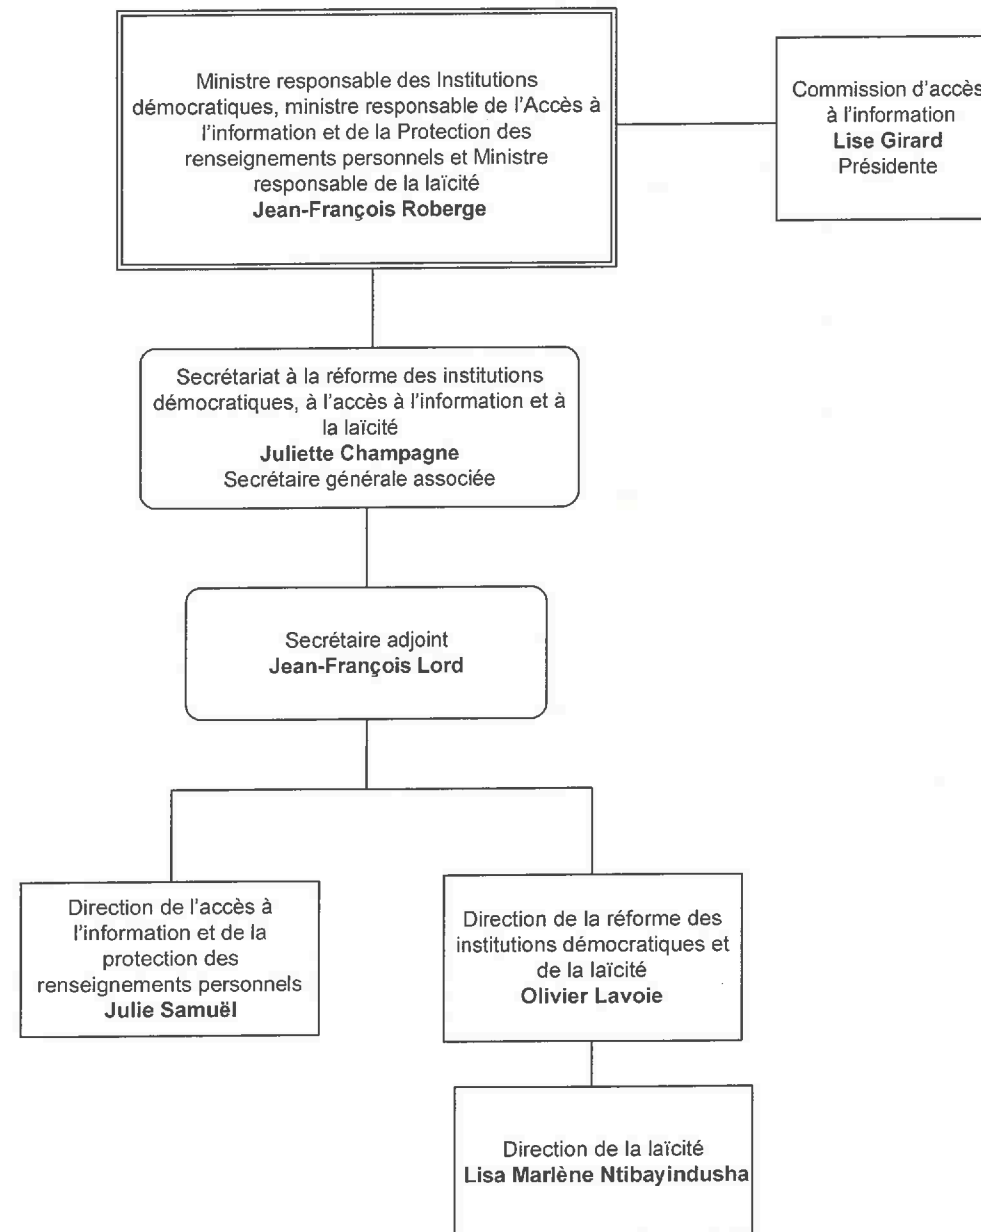 Ministre responsable des Institutions
démocratiques, ministre responsable de l'Accès à
l'information et de la Protection des
renseignements personnels et Ministre
responsable de la laïcité
Jean-François Roberge
Commission d'accès
à l'information
Lise Girard
Présidente
Secrétariat à la réforme des institutions
démocratiques, à l'accès à l'information et à
la laïcité
Juliette Champagne
Secrétaire générale associée
Secrétaire adjoint
Jean-François Lord
Direction de l'accès à
l'information et de la
protection des
renseignements personnels
Julie Samuël
Direction de la réforme des
institutions démocratiques et
de la laïcité
Olivier Lavoie
Direction de la laïcité
Lisa Marlène Ntibayindusha